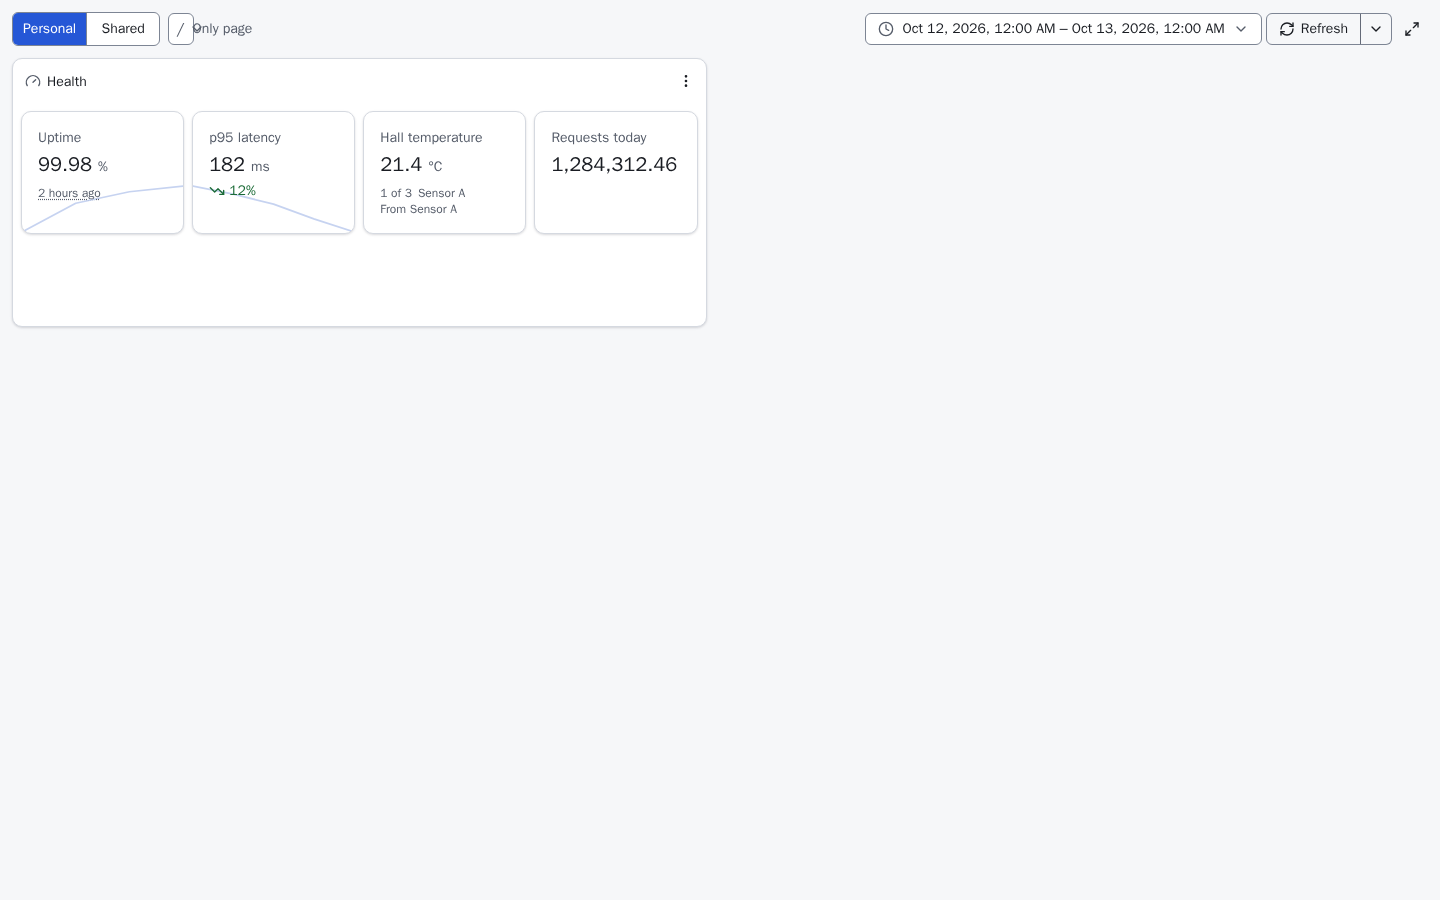 Personal
Shared
/
Only page
Oct 12, 2026, 12:00 AM – Oct 13, 2026, 12:00 AM
Refresh
Health
Uptime
99.98 %
2 hours ago
p95 latency
182 ms
12%
Hall temperature
21.4 °C
1 of 3 Sensor A
From Sensor A
Requests today
1,284,312.46